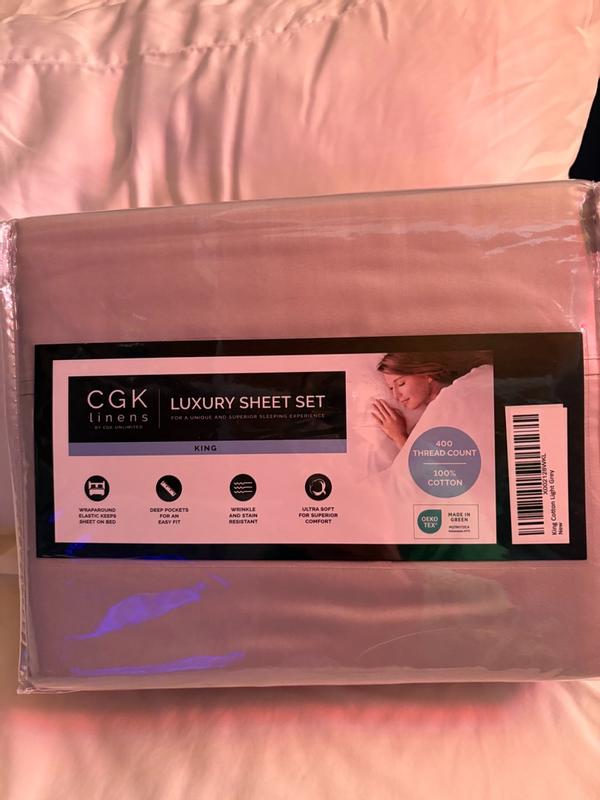 CGK
linens
BY CGK UNLIMITED
LUXURY SHEET SET
FOR A UNIQUE AND SUPERIOR SLEEPING EXPERIENCE
KING
WRAPAROUND
ELASTIC KEEPS
SHEET ON BED
DEEP POCKETS
FOR AN
EASY FIT
WRINKLE
AND STAIN
RESISTANT
ULTRA SOFT
FOR SUPERIOR
COMFORT
400
THREAD COUNT
100%
COTTON
OEKO
TEX®
MADE IN
GREEN
King Cotton Light Grey
New